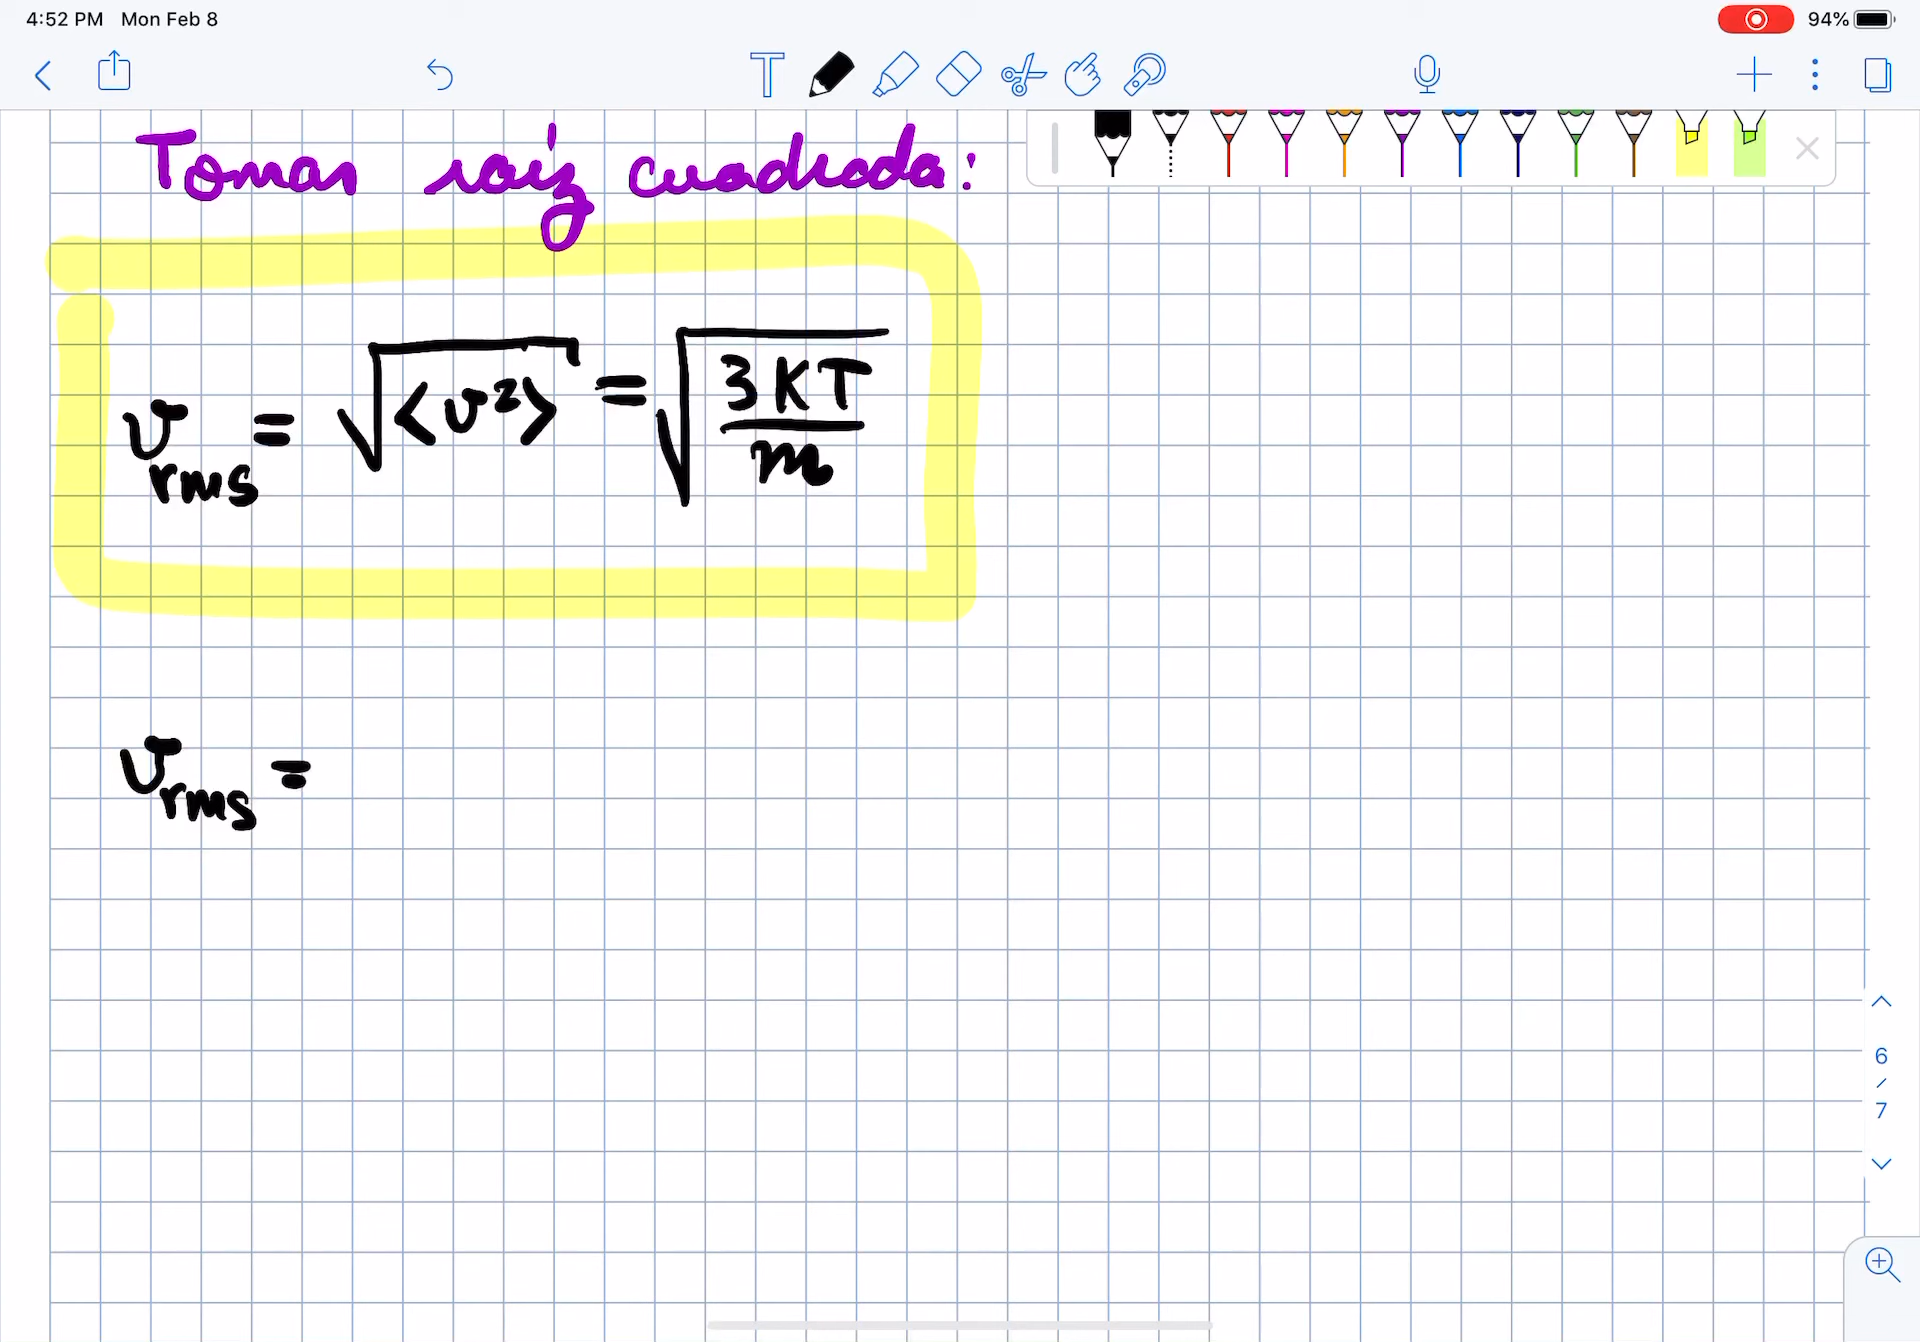 4:52 PM Mon Feb 8 94%
T
Tomar raíz cuadrada:
v_rms = √<v²> = √(3KT/m)
v_rms =
6
/
7